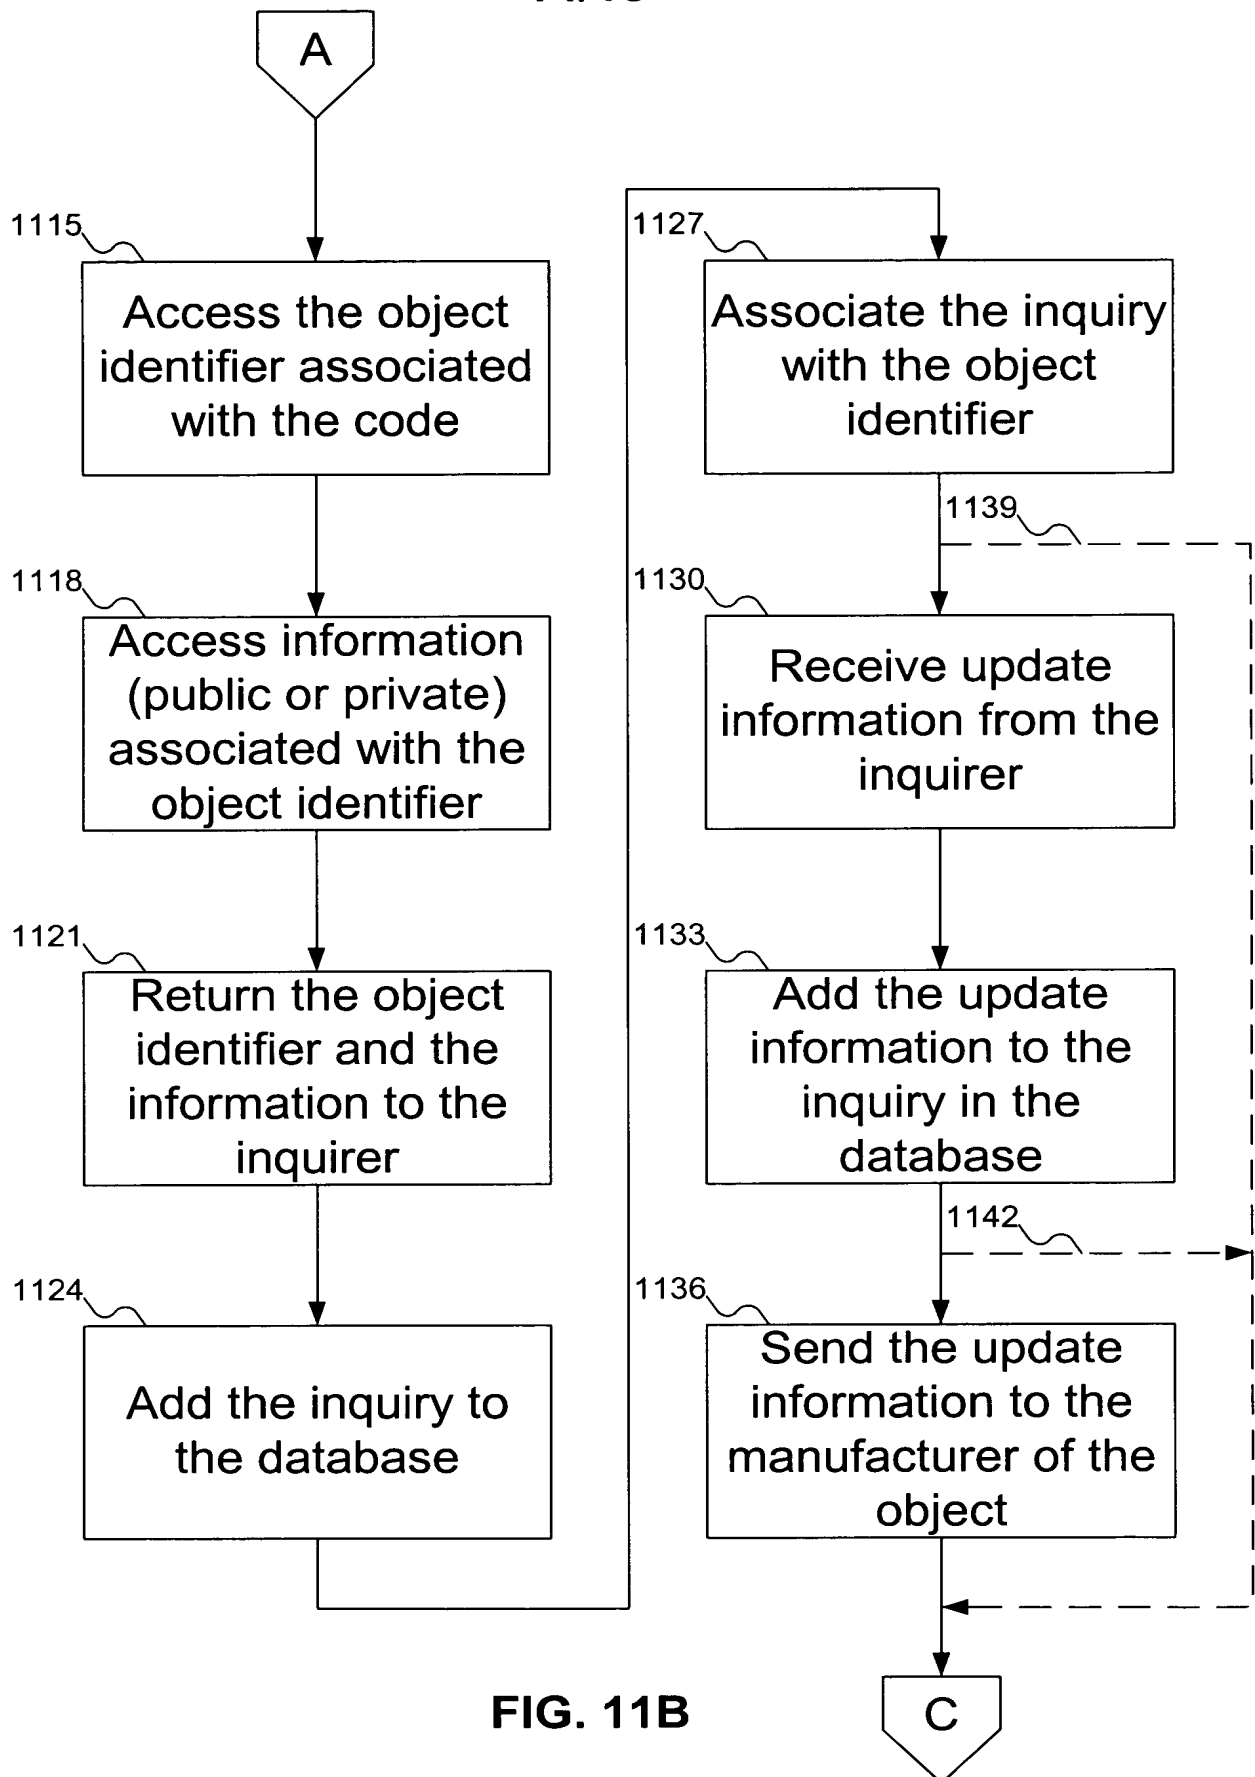 A
1115
Access the object
identifier associated
with the code
1118
Access information
(public or private)
associated with the
object identifier
1121
Return the object
identifier and the
information to the
inquirer
1124
Add the inquiry to
the database
1127
Associate the inquiry
with the object
identifier
1139
1130
Receive update
information from the
inquirer
1133
Add the update
information to the
inquiry in the
database
1142
1136
Send the update
information to the
manufacturer of the
object
C
FIG. 11B